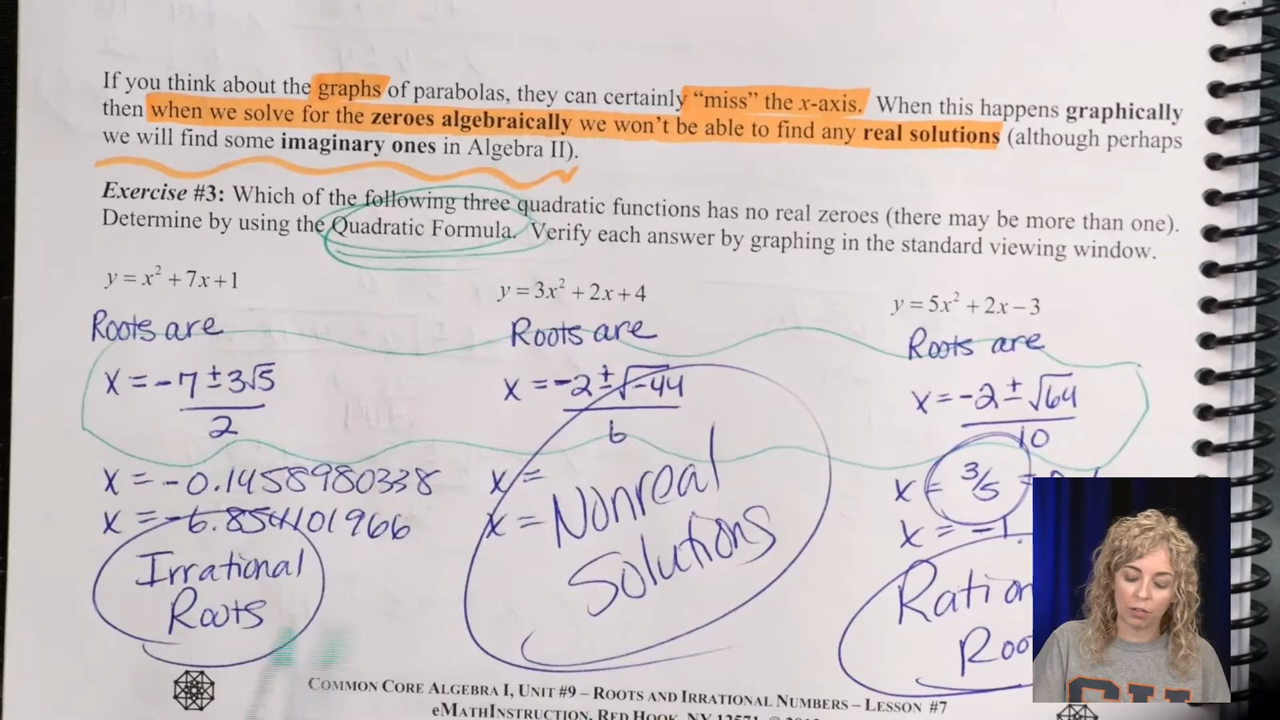 If you think about the graphs of parabolas, they can certainly “miss” the x-axis. When this happens graphically
then when we solve for the zeroes algebraically we won’t be able to find any real solutions (although perhaps
we will find some imaginary ones in Algebra II).
Exercise #3: Which of the following three quadratic functions has no real zeroes (there may be more than one).
Determine by using the Quadratic Formula. Verify each answer by graphing in the standard viewing window.
y = x² + 7x + 1
Roots are
x = -7 ± 3√5
2
x = -0.1458980338
x = -6.854101966
Irrational
Roots
y = 3x² + 2x + 4
Roots are
x = -2 ± √-44
6
x =
x = Nonreal
Solutions
y = 5x² + 2x − 3
Roots are
x = -2 ± √64
10
x = 3/5
x = -1.
COMMON CORE ALGEBRA I, UNIT #9 – ROOTS AND IRRATIONAL NUMBERS – LESSON #7
eMATHINSTRUCTION, RED HOOK, NY 12571,